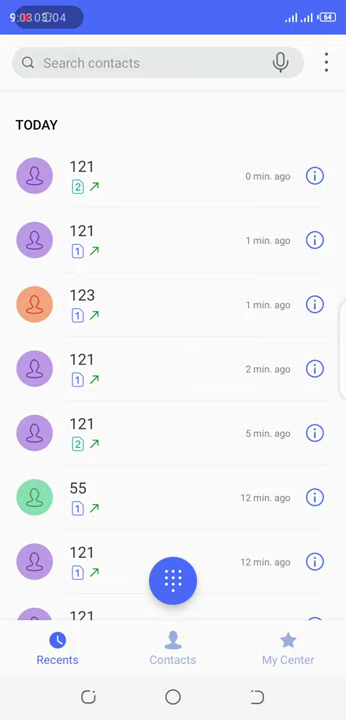 64
Search contacts
TODAY
121
2
0 min. ago
121
1
1 min. ago
123
1
1 min. ago
121
1
2 min. ago
121
2
5 min. ago
55
1
12 min. ago
121
1
12 min. ago
121
Recents
Contacts
My Center